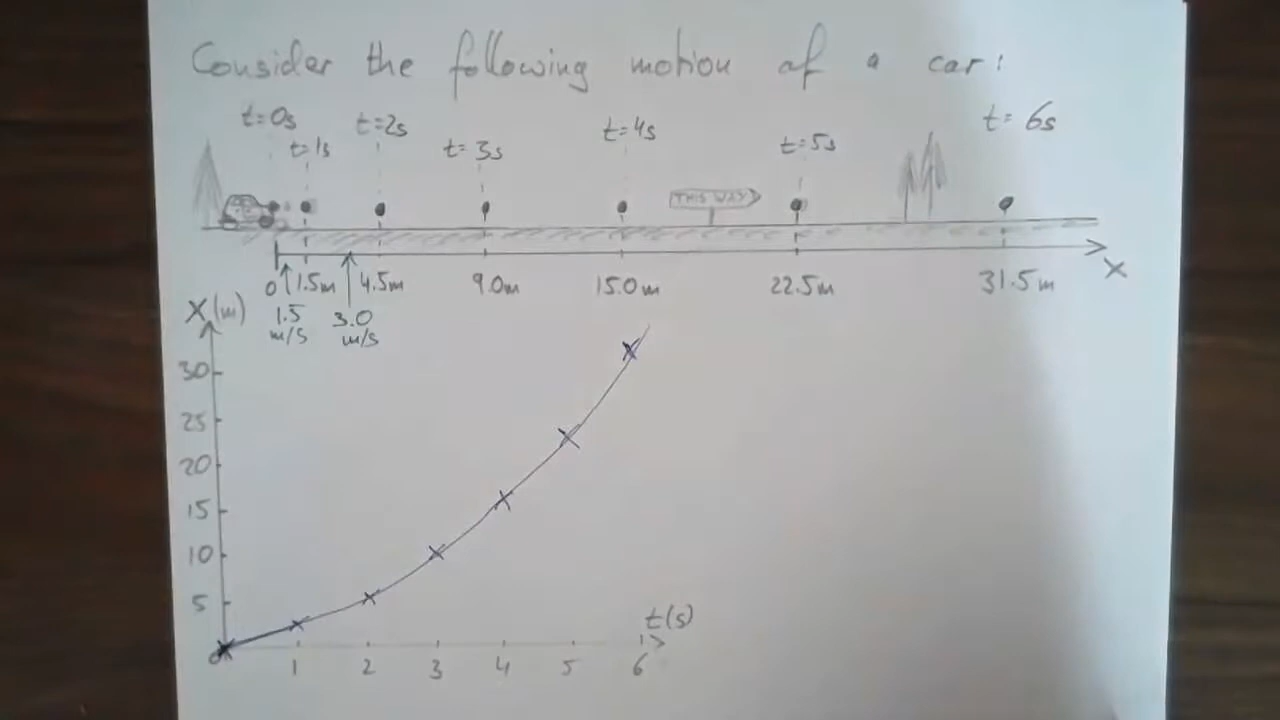 Consider the following motion of a car:
t=0s t=1s t=2s t=3s t=4s t=5s t=6s
THIS WAY
0 1.5m 4.5m 9.0m 15.0m 22.5m 31.5m x
1.5 m/s 3.0 m/s
x(m)
30
25
20
15
10
5
t(s)
0 1 2 3 4 5 6